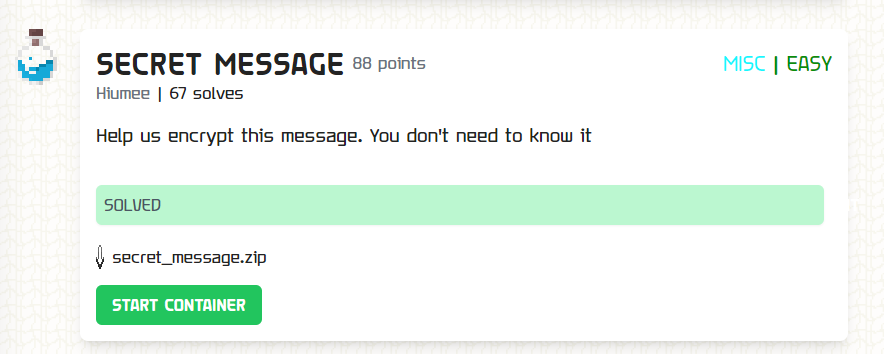 SECRET MESSAGE 88 points MISC | EASY
Hiumee | 67 solves
Help us encrypt this message. You don't need to know it
SOLVED
secret_message.zip
START CONTAINER